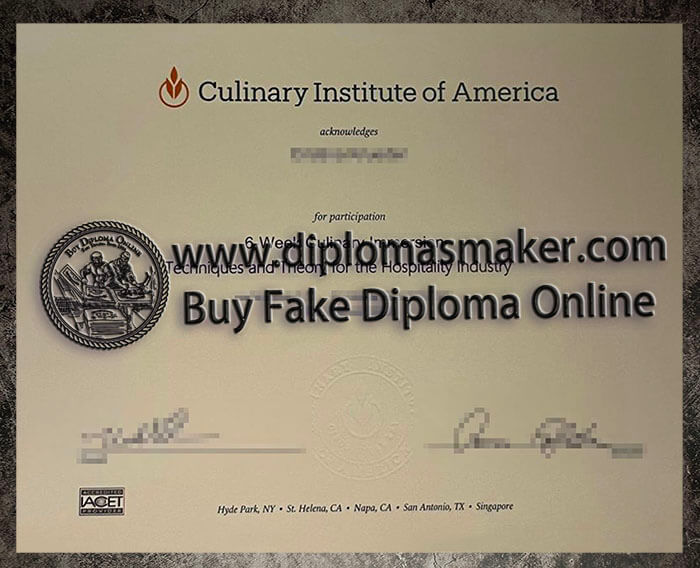 Culinary Institute of America
acknowledges
for participation
6-Week Culinary Immersion
BUY DIPLOMA ONLINE
www.diplomasmaker.com
Techniques and Theory for the Hospitality Industry
Buy Fake Diploma Online
ACCREDITED
IACET
PROVIDER
Hyde Park, NY • St. Helena, CA • Napa, CA • San Antonio, TX • Singapore